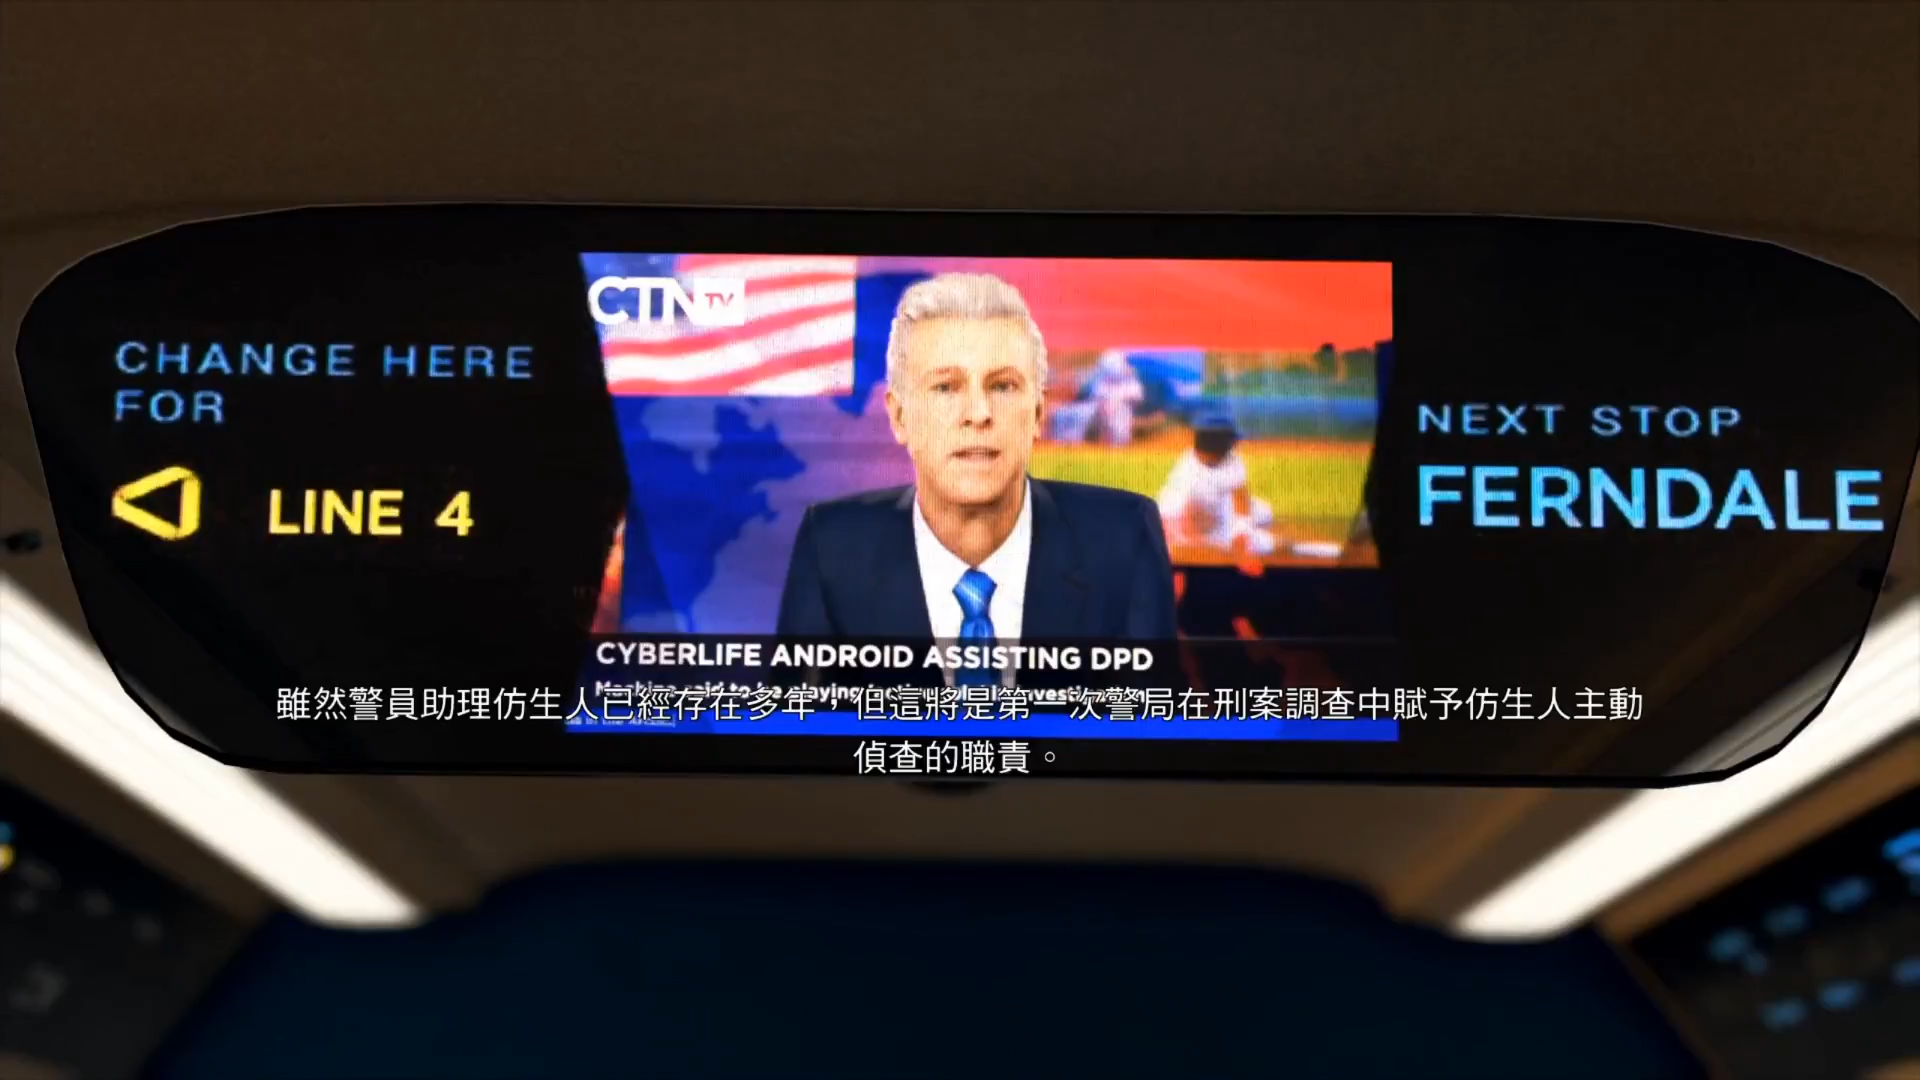 CHANGE HERE
FOR
LINE 4
CTN TV
CYBERLIFE ANDROID ASSISTING DPD
NEXT STOP
FERNDALE
雖然警員助理仿生人已經存在多年，但這將是第一次警局在刑案調查中賦予仿生人主動
偵查的職責。